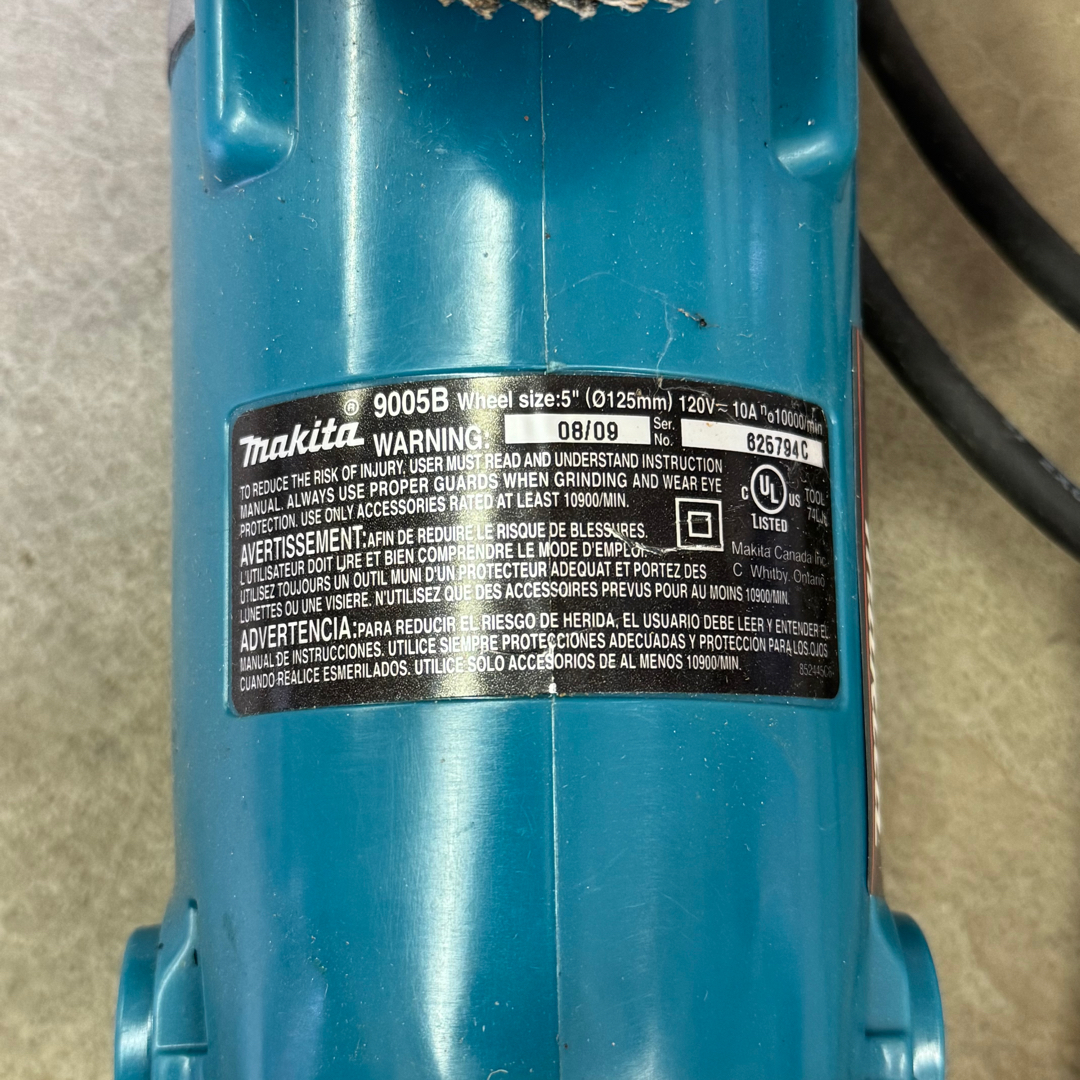 makita® 9005B Wheel size:5" (Ø125mm) 120V⎓ 10A n₀10000/min
WARNING: 08/09 Ser. No. 626794C
TO REDUCE THE RISK OF INJURY, USER MUST READ AND UNDERSTAND INSTRUCTION
MANUAL. ALWAYS USE PROPER GUARDS WHEN GRINDING AND WEAR EYE
PROTECTION. USE ONLY ACCESSORIES RATED AT LEAST 10900/MIN.
C UL US LISTED
TOOL
AVERTISSEMENT:AFIN DE REDUIRE LE RISQUE DE BLESSURES.
L'UTILISATEUR DOIT LIRE ET BIEN COMPRENDRE LE MODE D'EMPLOI.
UTILISEZ TOUJOURS UN OUTIL MUNI D'UN PROTECTEUR ADEQUAT ET PORTEZ DES
LUNETTES OU UNE VISIERE. N'UTILISEZ QUE DES ACCESSOIRES PREVUS POUR AU MOINS 10900/MIN.
Makita Canada Inc.
C Whitby, Ontario
ADVERTENCIA:PARA REDUCIR EL RIESGO DE HERIDA, EL USUARIO DEBE LEER Y ENTENDER EL
MANUAL DE INSTRUCCIONES. UTILICE SIEMPRE PROTECCIONES ADECUADAS Y PROTECCION PARA LOS OJOS
CUANDO REALICE ESMERILADOS. UTILICE SOLO ACCESORIOS DE AL MENOS 10900/MIN.